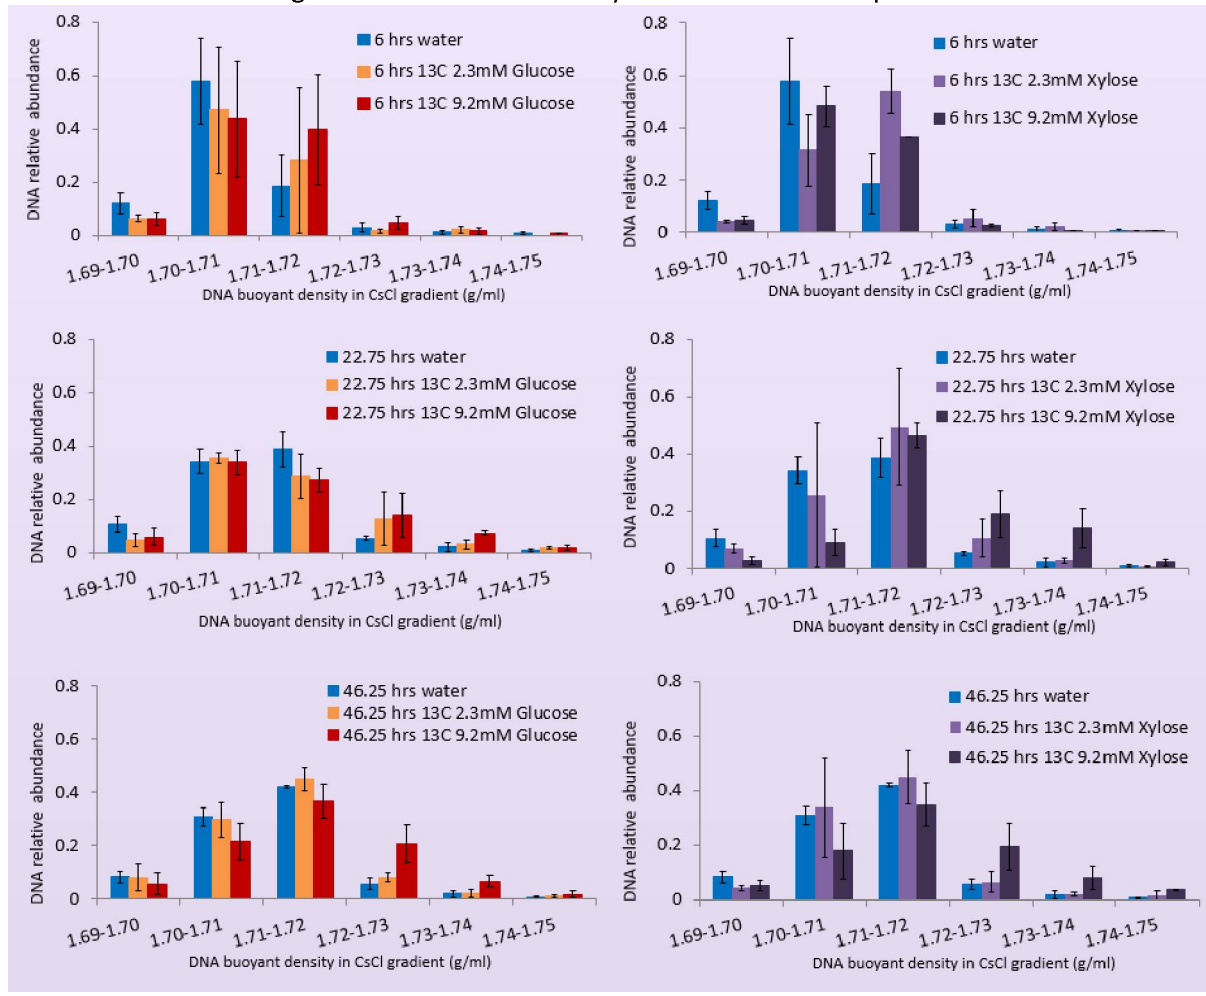 0.8
0.6
0.4
0.2
0
DNA relative abundance
6 hrs water
6 hrs 13C 2.3mM Glucose
6 hrs 13C 9.2mM Glucose
1.69-1.70 1.70-1.71 1.71-1.72 1.72-1.73 1.73-1.74 1.74-1.75
DNA buoyant density in CsCl gradient (g/ml)
0.8
0.6
0.4
0.2
0
DNA relative abundance
6 hrs water
6 hrs 13C 2.3mM Xylose
6 hrs 13C 9.2mM Xylose
1.69-1.70 1.70-1.71 1.71-1.72 1.72-1.73 1.73-1.74 1.74-1.75
DNA buoyant density in CsCl gradient (g/ml)
0.8
0.6
0.4
0.2
0
DNA relative abundance
22.75 hrs water
22.75 hrs 13C 2.3mM Glucose
22.75 hrs 13C 9.2mM Glucose
1.69-1.70 1.70-1.71 1.71-1.72 1.72-1.73 1.73-1.74 1.74-1.75
DNA buoyant density in CsCl gradient (g/ml)
0.8
0.6
0.4
0.2
0
DNA relative abundance
22.75 hrs water
22.75 hrs 13C 2.3mM Xylose
22.75 hrs 13C 9.2mM Xylose
1.69-1.70 1.70-1.71 1.71-1.72 1.72-1.73 1.73-1.74 1.74-1.75
DNA buoyant density in CsCl gradient (g/ml)
0.8
0.6
0.4
0.2
0
DNA relative abundance
46.25 hrs water
46.25 hrs 13C 2.3mM Glucose
46.25 hrs 13C 9.2mM Glucose
1.69-1.70 1.70-1.71 1.71-1.72 1.72-1.73 1.73-1.74 1.74-1.75
DNA buoyant density in CsCl gradient (g/ml)
0.8
0.6
0.4
0.2
0
DNA relative abundance
46.25 hrs water
46.25 hrs 13C 2.3mM Xylose
46.25 hrs 13C 9.2mM Xylose
1.69-1.70 1.70-1.71 1.71-1.72 1.72-1.73 1.73-1.74 1.74-1.75
DNA buoyant density in CsCl gradient (g/ml)